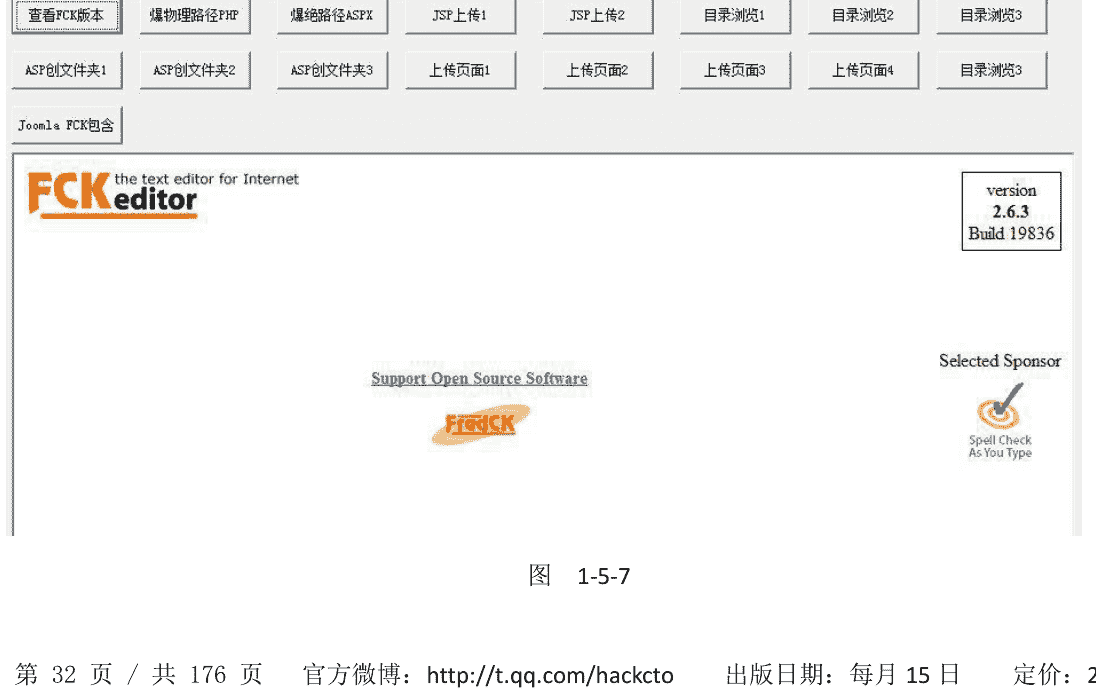 查看FCK版本 爆物理路径PHP 爆绝路径ASPX JSP上传1 JSP上传2 目录浏览1 目录浏览2 目录浏览3
ASP创文件夹1 ASP创文件夹2 ASP创文件夹3 上传页面1 上传页面2 上传页面3 上传页面4 目录浏览3
Joomla FCK包含
FCK the text editor for Internet
editor
version
2.6.3
Build 19836
Selected Sponsor
Support Open Source Software
FredCK
Spell Check
As You Type
图 1-5-7
第 32 页 / 共 176 页 官方微博：http://t.qq.com/hackcto 出版日期：每月 15 日 定价：2